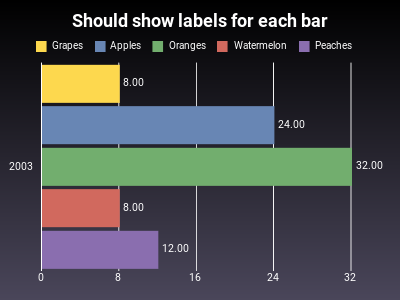 Should show labels for each bar
Grapes Apples Oranges Watermelon Peaches
8.00
24.00
2003 32.00
8.00
12.00
0 8 16 24 32